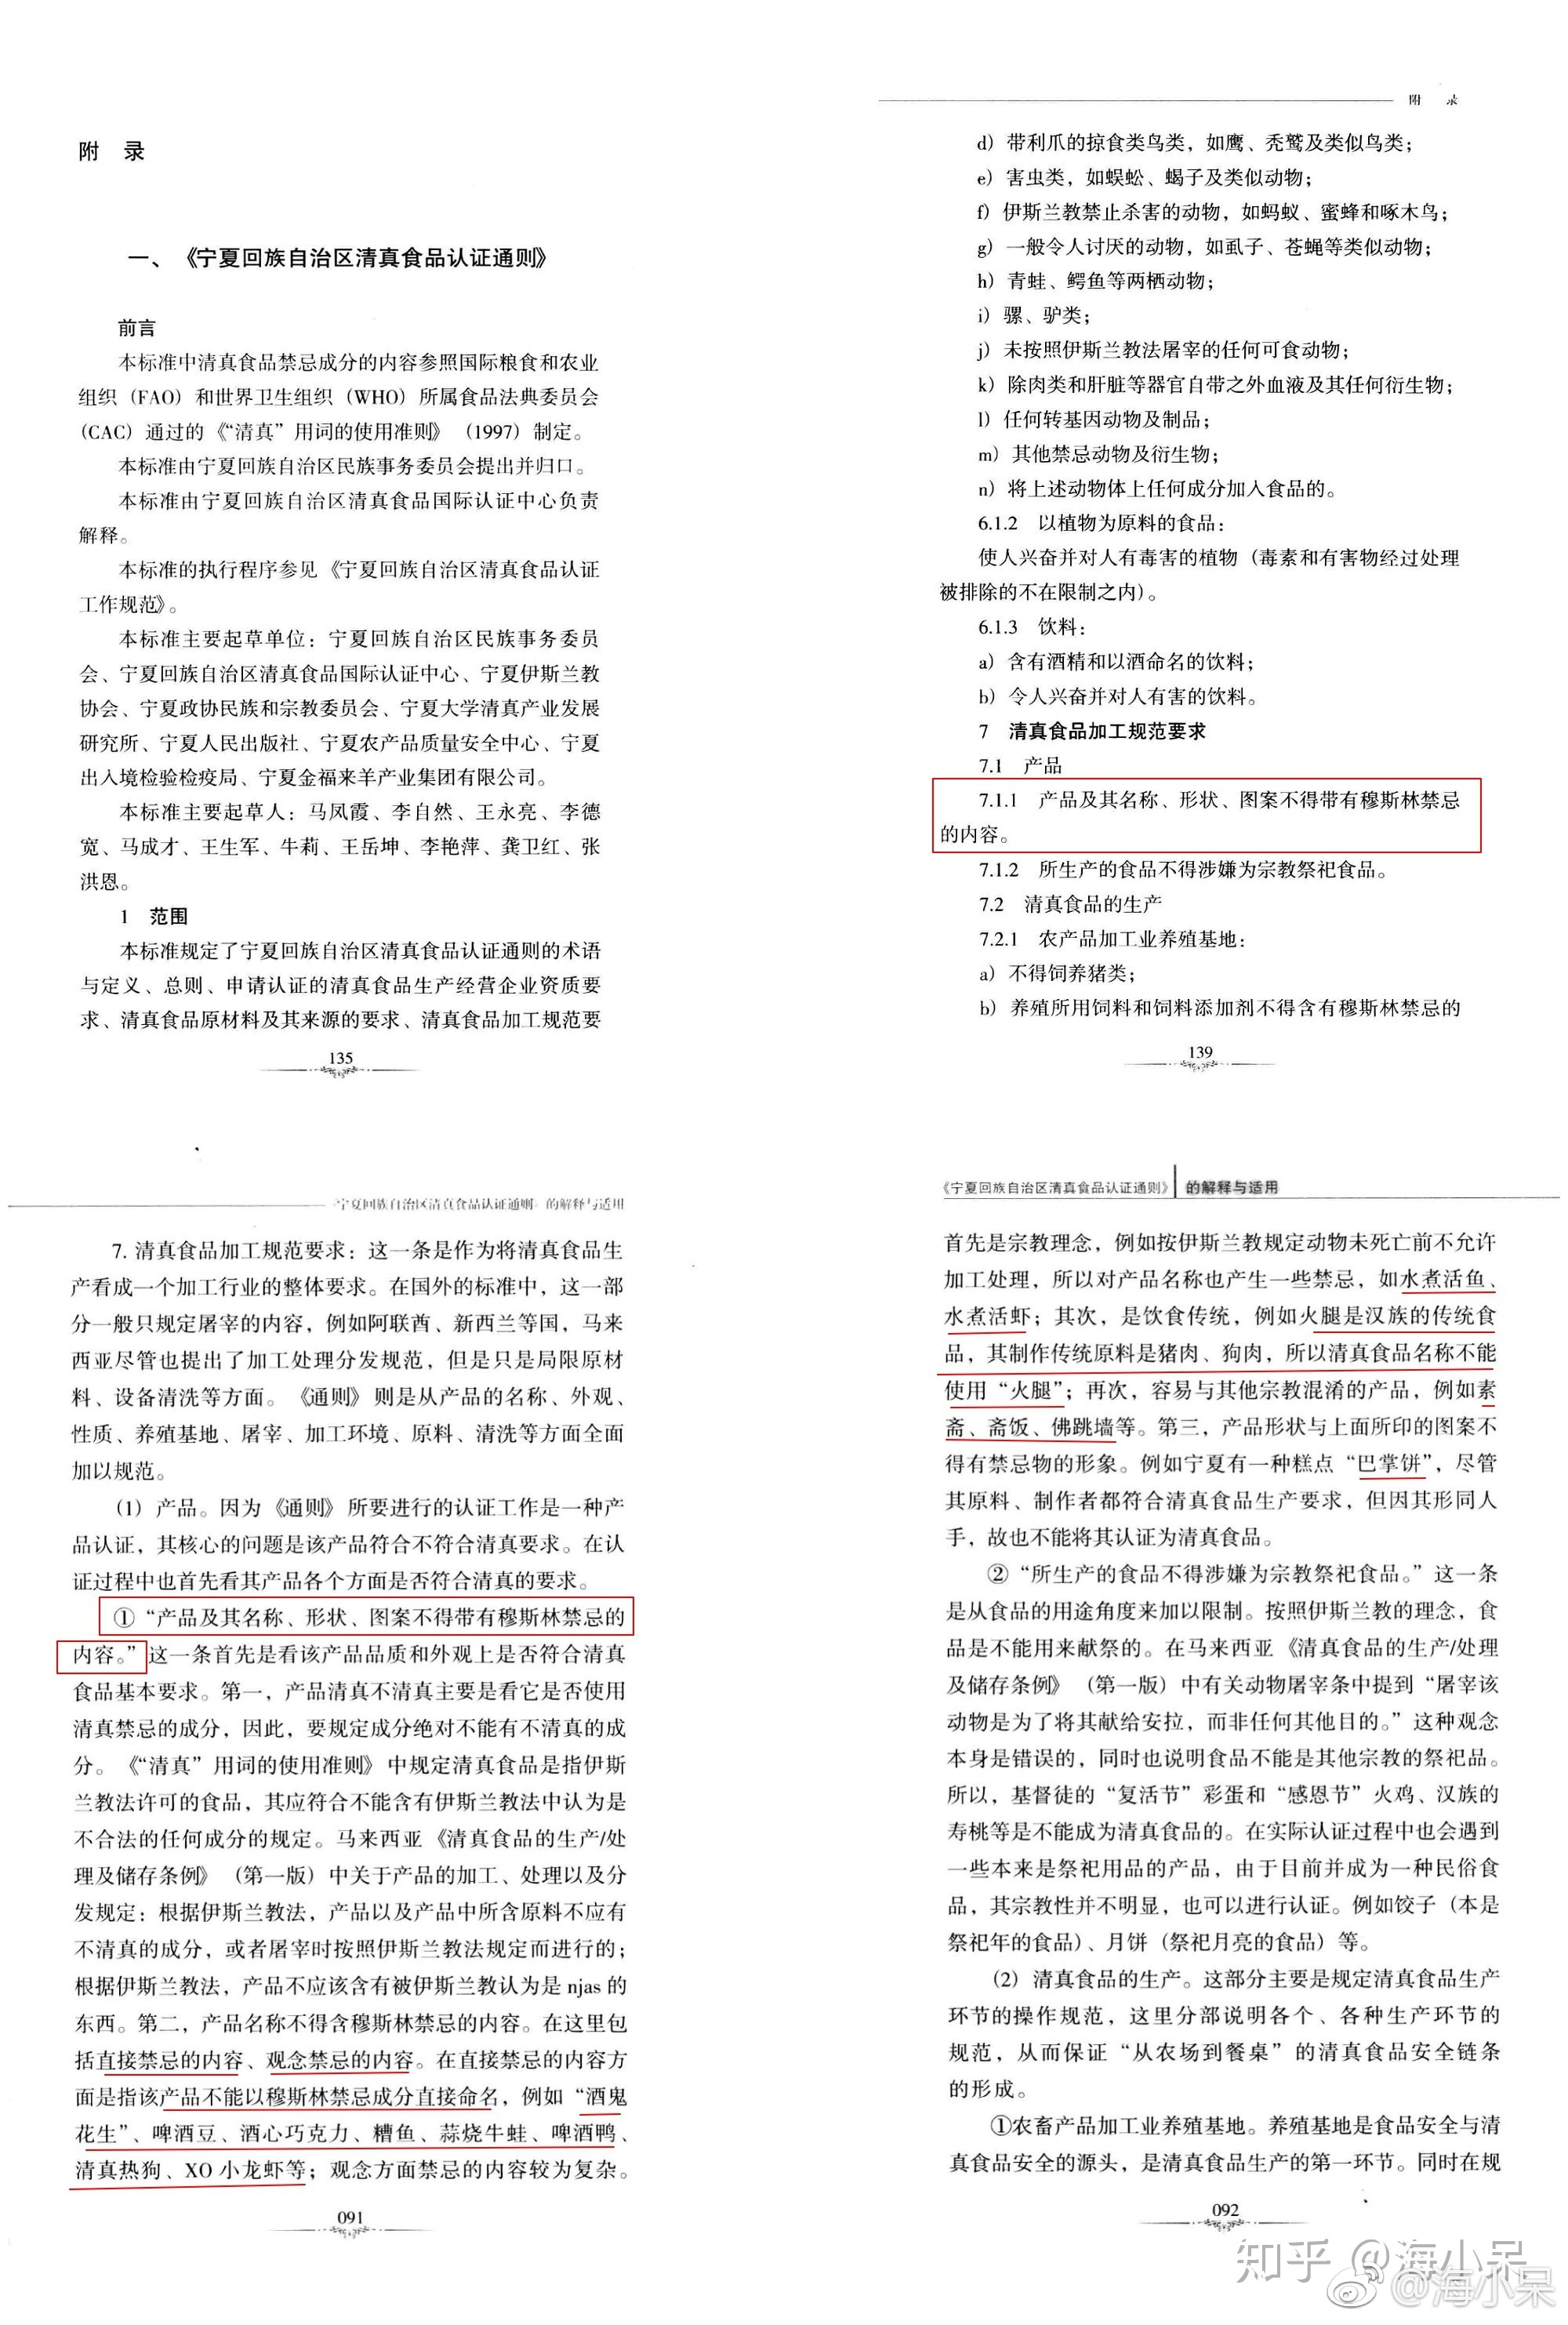 附 录
一、《宁夏回族自治区清真食品认证通则》
前言
本标准中清真食品禁忌成分的内容参照国际粮食和农业
组织（FAO）和世界卫生组织（WHO）所属食品法典委员会
（CAC）通过的《“清真”用词的使用准则》（1997）制定。
本标准由宁夏回族自治区民族事务委员会提出并归口。
本标准由宁夏回族自治区清真食品国际认证中心负责
解释。
本标准的执行程序参见《宁夏回族自治区清真食品认证
工作规范》。
本标准主要起草单位：宁夏回族自治区民族事务委员
会、宁夏回族自治区清真食品国际认证中心、宁夏伊斯兰教
协会、宁夏政协民族和宗教委员会、宁夏大学清真产业发展
研究所、宁夏人民出版社、宁夏农产品质量安全中心、宁夏
出入境检验检疫局、宁夏金福来羊产业集团有限公司。
本标准主要起草人：马凤霞、李自然、王永亮、李德
宽、马成才、王生军、牛莉、王岳坤、李艳萍、龚卫红、张
洪恩。
1 范围
本标准规定了宁夏回族自治区清真食品认证通则的术语
与定义、总则、申请认证的清真食品生产经营企业资质要
求、清真食品原材料及其来源的要求、清真食品加工规范要
135
附 录
d）带利爪的掠食类鸟类，如鹰、秃鹫及类似鸟类；
e）害虫类，如蜈蚣、蝎子及类似动物；
f）伊斯兰教禁止杀害的动物，如蚂蚁、蜜蜂和啄木鸟；
g）一般令人讨厌的动物，如虱子、苍蝇等类似动物；
h）青蛙、鳄鱼等两栖动物；
i）骡、驴类；
j）未按照伊斯兰教法屠宰的任何可食动物；
k）除肉类和肝脏等器官自带之外血液及其任何衍生物；
l）任何转基因动物及制品；
m）其他禁忌动物及衍生物；
n）将上述动物体上任何成分加入食品的。
6.1.2 以植物为原料的食品：
使人兴奋并对人有毒害的植物（毒素和有害物经过处理
被排除的不在限制之内）。
6.1.3 饮料：
a）含有酒精和以酒命名的饮料；
b）令人兴奋并对人有害的饮料。
7 清真食品加工规范要求
7.1 产品
7.1.1 产品及其名称、形状、图案不得带有穆斯林禁忌
的内容。
7.1.2 所生产的食品不得涉嫌为宗教祭祀食品。
7.2 清真食品的生产
7.2.1 农产品加工业养殖基地：
a）不得饲养猪类；
b）养殖所用饲料和饲料添加剂不得含有穆斯林禁忌的
139
《宁夏回族自治区清真食品认证通则》的解释与适用
7. 清真食品加工规范要求：这一条是作为将清真食品生
产看成一个加工行业的整体要求。在国外的标准中，这一部
分一般只规定屠宰的内容，例如阿联酋、新西兰等国，马来
西亚尽管也提出了加工处理分发规范，但是只是局限原材
料、设备清洗等方面。《通则》则是从产品的名称、外观、
性质、养殖基地、屠宰、加工环境、原料、清洗等方面全面
加以规范。
（1）产品。因为《通则》所要进行的认证工作是一种产
品认证，其核心的问题是该产品符合不符合清真要求。在认
证过程中也首先看其产品各个方面是否符合清真的要求。
①“产品及其名称、形状、图案不得带有穆斯林禁忌的
内容。”这一条首先是看该产品品质和外观上是否符合清真
食品基本要求。第一，产品清真不清真主要是看它是否使用
清真禁忌的成分，因此，要规定成分绝对不能有不清真的成
分。《“清真”用词的使用准则》中规定清真食品是指伊斯
兰教法许可的食品，其应符合不能含有伊斯兰教法中认为是
不合法的任何成分的规定。马来西亚《清真食品的生产/处
理及储存条例》（第一版）中关于产品的加工、处理以及分
发规定：根据伊斯兰教法，产品以及产品中所含原料不应有
不清真的成分，或者屠宰时按照伊斯兰教法规定而进行的；
根据伊斯兰教法，产品不应该含有被伊斯兰教认为是 njas 的
东西。第二，产品名称不得含穆斯林禁忌的内容。在这里包
括直接禁忌的内容、观念禁忌的内容。在直接禁忌的内容方
面是指该产品不能以穆斯林禁忌成分直接命名，例如“酒鬼
花生”、啤酒豆、酒心巧克力、糟鱼、蒜烧牛蛙、啤酒鸭、
清真热狗、XO 小龙虾等；观念方面禁忌的内容较为复杂。
091
《宁夏回族自治区清真食品认证通则》 的解释与适用
首先是宗教理念，例如按伊斯兰教规定动物未死亡前不允许
加工处理，所以对产品名称也产生一些禁忌，如水煮活鱼、
水煮活虾；其次，是饮食传统，例如火腿是汉族的传统食
品，其制作传统原料是猪肉、狗肉，所以清真食品名称不能
使用“火腿”；再次，容易与其他宗教混淆的产品，例如素
斋、斋饭、佛跳墙等。第三，产品形状与上面所印的图案不
得有禁忌物的形象。例如宁夏有一种糕点“巴掌饼”，尽管
其原料、制作者都符合清真食品生产要求，但因其形同人
手，故也不能将其认证为清真食品。
②“所生产的食品不得涉嫌为宗教祭祀食品。”这一条
是从食品的用途角度来加以限制。按照伊斯兰教的理念，食
品是不能用来献祭的。在马来西亚《清真食品的生产/处理
及储存条例》（第一版）中有关动物屠宰条中提到“屠宰该
动物是为了将其献给安拉，而非任何其他目的。”这种观念
本身是错误的，同时也说明食品不能是其他宗教的祭祀品。
所以，基督徒的“复活节”彩蛋和“感恩节”火鸡、汉族的
寿桃等是不能成为清真食品的。在实际认证过程中也会遇到
一些本来是祭祀用品的产品，由于目前并成为一种民俗食
品，其宗教性并不明显，也可以进行认证。例如饺子（本是
祭祀年的食品）、月饼（祭祀月亮的食品）等。
（2）清真食品的生产。这部分主要是规定清真食品生产
环节的操作规范，这里分部说明各个、各种生产环节的
规范，从而保证“从农场到餐桌”的清真食品安全链条
的形成。
①农畜产品加工业养殖基地。养殖基地是食品安全与清
真食品安全的源头，是清真食品生产的第一环节。同时在规
092
知乎 @海小呆
@海小呆